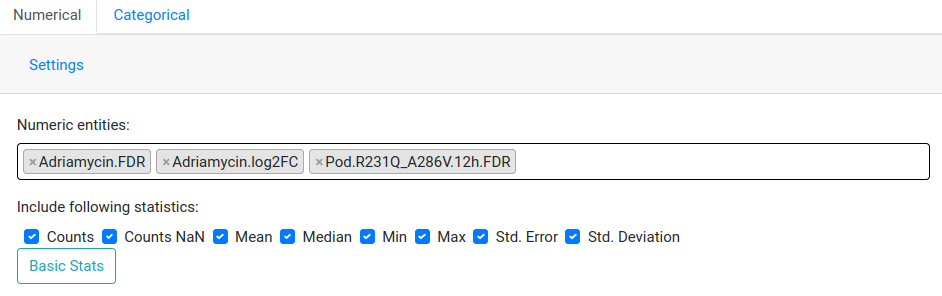 Numerical Categorical
Settings
Numeric entities:
×Adriamycin.FDR ×Adriamycin.log2FC ×Pod.R231Q_A286V.12h.FDR
Include following statistics:
Counts Counts NaN Mean Median Min Max Std. Error Std. Deviation
Basic Stats